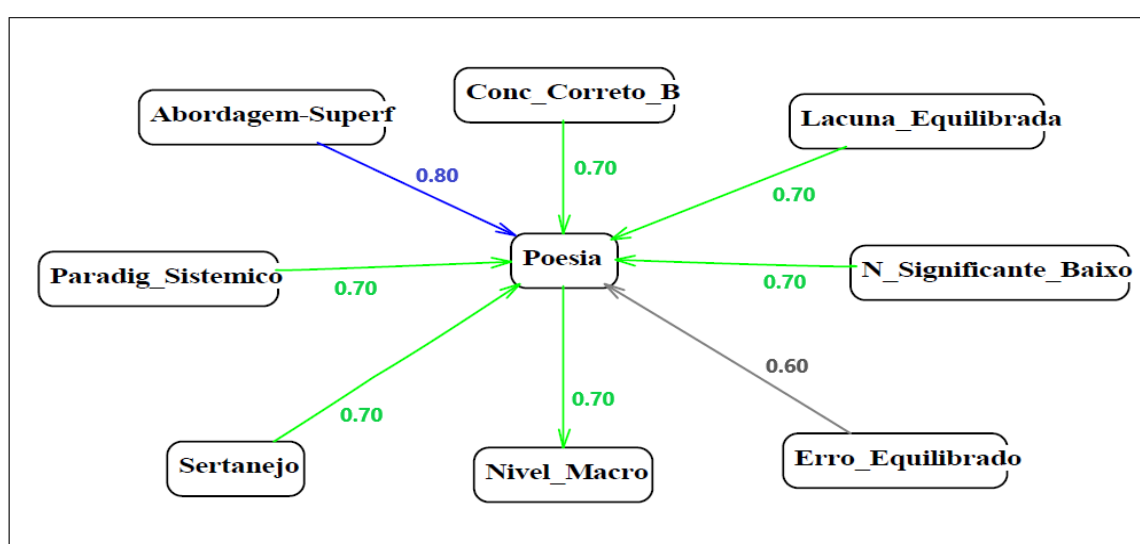 Conc_Correto_B
Abordagem-Superf
Lacuna_Equilibrada
0.80
0.70
0.70
Poesia
Paradig_Sistemico
N_Significante_Baixo
0.70
0.70
0.60
0.70
0.70
Sertanejo
Nivel_Macro
Erro_Equilibrado